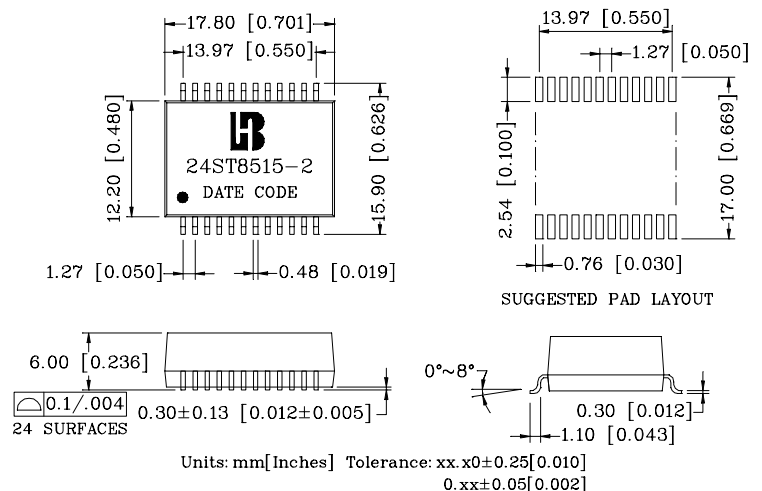 17.80 [0.701]
13.97 [0.550]
12.20 [0.480]
HB
24ST8515-2
DATE CODE
15.90 [0.626]
1.27 [0.050]
0.48 [0.019]
13.97 [0.550]
1.27 [0.050]
2.54 [0.100]
17.00 [0.669]
0.76 [0.030]
SUGGESTED PAD LAYOUT
6.00 [0.236]
0.1/.004
24 SURFACES
0.30±0.13 [0.012±0.005]
0°~8°
0.30 [0.012]
1.10 [0.043]
Units: mm[Inches] Tolerance: xx.x0±0.25[0.010]
0.xx±0.05[0.002]